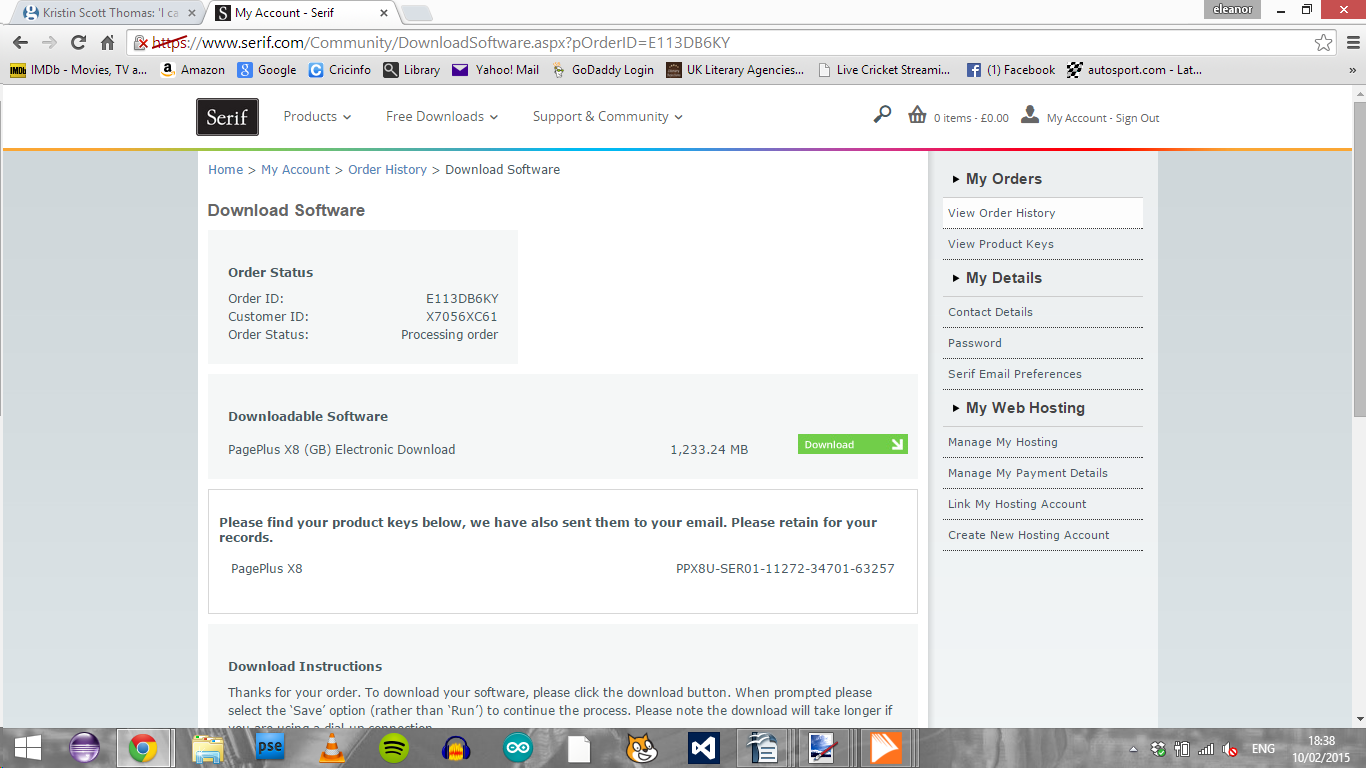 Kristin Scott Thomas: 'I ca
My Account - Serif
eleanor
https://www.serif.com/Community/DownloadSoftware.aspx?pOrderID=E113DB6KY
IMDb - Movies, TV a... Amazon Google Cricinfo Library Yahoo! Mail GoDaddy Login UK Literary Agencies... Live Cricket Streami... (1) Facebook autosport.com - Lat... »
Serif Products Free Downloads Support & Community 0 items - £0.00 My Account - Sign Out
Home > My Account > Order History > Download Software
Download Software
Order Status
Order ID: E113DB6KY
Customer ID: X7056XC61
Order Status: Processing order
Downloadable Software
PagePlus X8 (GB) Electronic Download 1,233.24 MB Download
Please find your product keys below, we have also sent them to your email. Please retain for your
records.
PagePlus X8 PPX8U-SER01-11272-34701-63257
Download Instructions
Thanks for your order. To download your software, please click the download button. When prompted please
select the ‘Save’ option (rather than ‘Run’) to continue the process. Please note the download will take longer if
you are using a dial-up connection.
My Orders
View Order History
View Product Keys
My Details
Contact Details
Password
Serif Email Preferences
My Web Hosting
Manage My Hosting
Manage My Payment Details
Link My Hosting Account
Create New Hosting Account
pse
ENG
18:38
10/02/2015